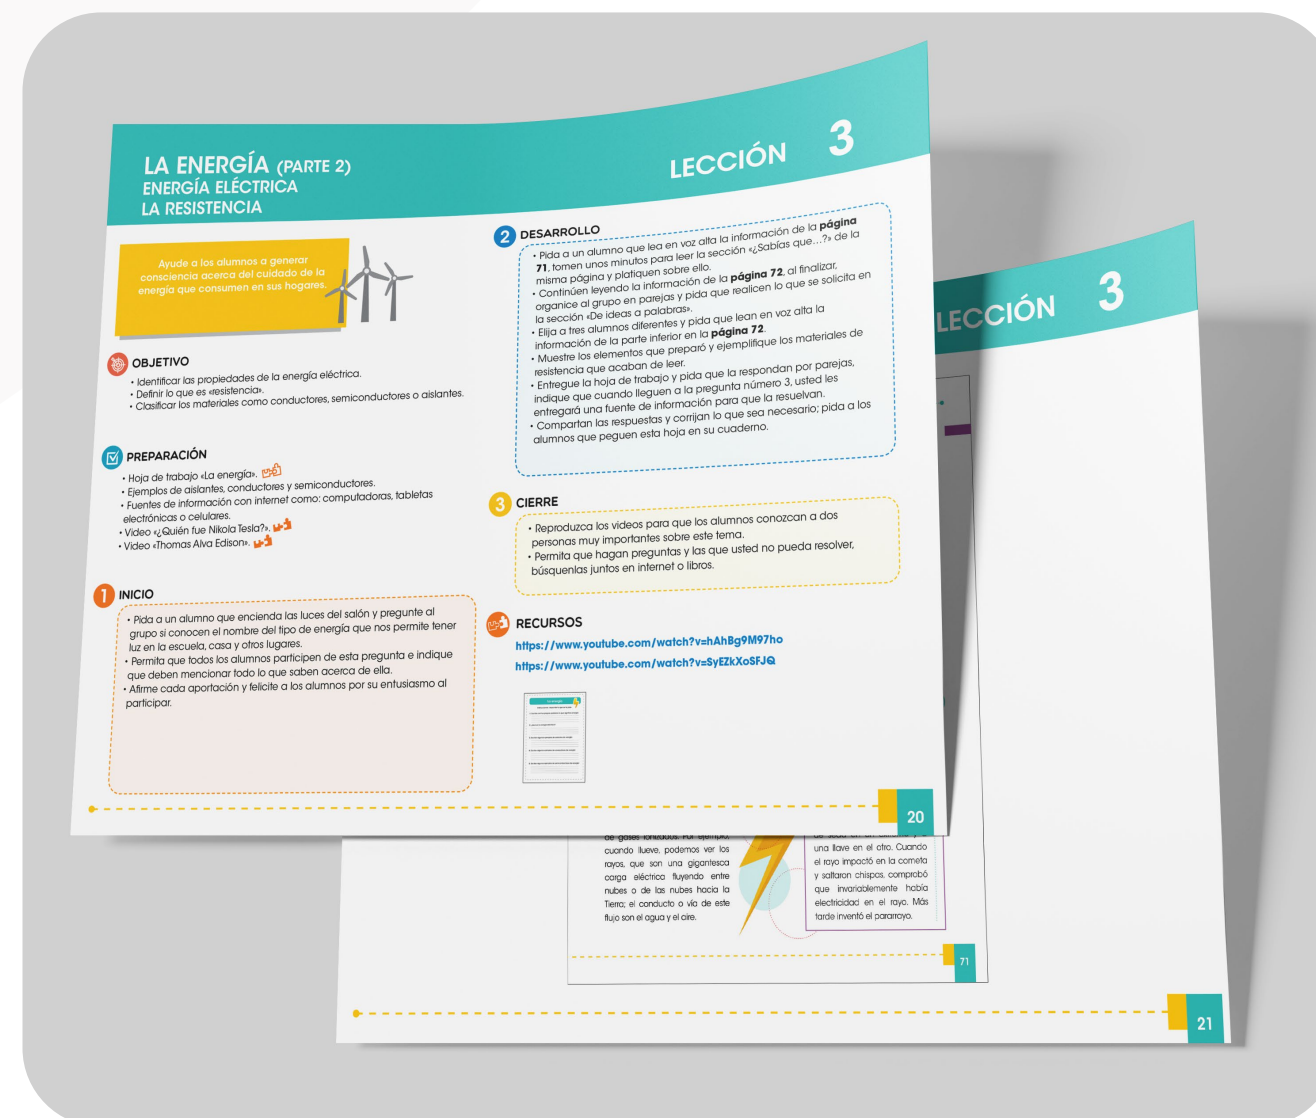 LA ENERGÍA (PARTE 2)
ENERGÍA ELÉCTRICA
LA RESISTENCIA
LECCIÓN 3
Ayude a los alumnos a generar
consciencia acerca del cuidado de la
energía que consumen en sus hogares.
OBJETIVO
• Identificar las propiedades de la energía eléctrica.
• Definir lo que es «resistencia».
• Clasificar los materiales como conductores, semiconductores o aislantes.
PREPARACIÓN
• Hoja de trabajo «La energía».
• Ejemplos de aislantes, conductores y semiconductores.
• Fuentes de información con internet como: computadoras, tabletas
electrónicas o celulares.
• Video «¿Quién fue Nikola Tesla?».
• Video «Thomas Alva Edison».
1 INICIO
• Pida a un alumno que encienda las luces del salón y pregunte al
grupo si conocen el nombre del tipo de energía que nos permite tener
luz en la escuela, casa y otros lugares.
• Permita que todos los alumnos participen de esta pregunta e indique
que deben mencionar todo lo que saben acerca de ella.
• Afirme cada aportación y felicite a los alumnos por su entusiasmo al
participar.
2 DESARROLLO
• Pida a un alumno que lea en voz alta la información de la página
71, tomen unos minutos para leer la sección «¿Sabías que...?» de la
misma página y platiquen sobre ello.
• Continúen leyendo la información de la página 72, al finalizar,
organice al grupo en parejas y pida que realicen lo que se solicita en
la sección «De ideas a palabras».
• Elija a tres alumnos diferentes y pida que lean en voz alta la
información de la parte inferior en la página 72.
• Muestre los elementos que preparó y ejemplifique los materiales de
resistencia que acaban de leer.
• Entregue la hoja de trabajo y pida que la respondan por parejas,
indique que cuando lleguen a la pregunta número 3, usted les
entregará una fuente de información para que la resuelvan.
• Compartan las respuestas y corrijan lo que sea necesario; pida a los
alumnos que peguen esta hoja en su cuaderno.
3 CIERRE
• Reproduzca los videos para que los alumnos conozcan a dos
personas muy importantes sobre este tema.
• Permita que hagan preguntas y las que usted no pueda resolver,
búsquenlas juntos en internet o libros.
RECURSOS
https://www.youtube.com/watch?v=hAhBg9M97ho
https://www.youtube.com/watch?v=SyEZkXoSFJQ
20
LECCIÓN 3
de gases ionizados. Por ejemplo,
cuando llueve, podemos ver los
rayos, que son una gigantesca
carga eléctrica fluyendo entre
nubes o de las nubes hacia la
Tierra; el conducto o vía de este
flujo son el agua y el aire.
una llave en el otro. Cuando
el rayo impactó en la cometa
y saltaron chispas, comprobó
que invariablemente había
electricidad en el rayo. Más
tarde inventó el pararrayo.
71
21